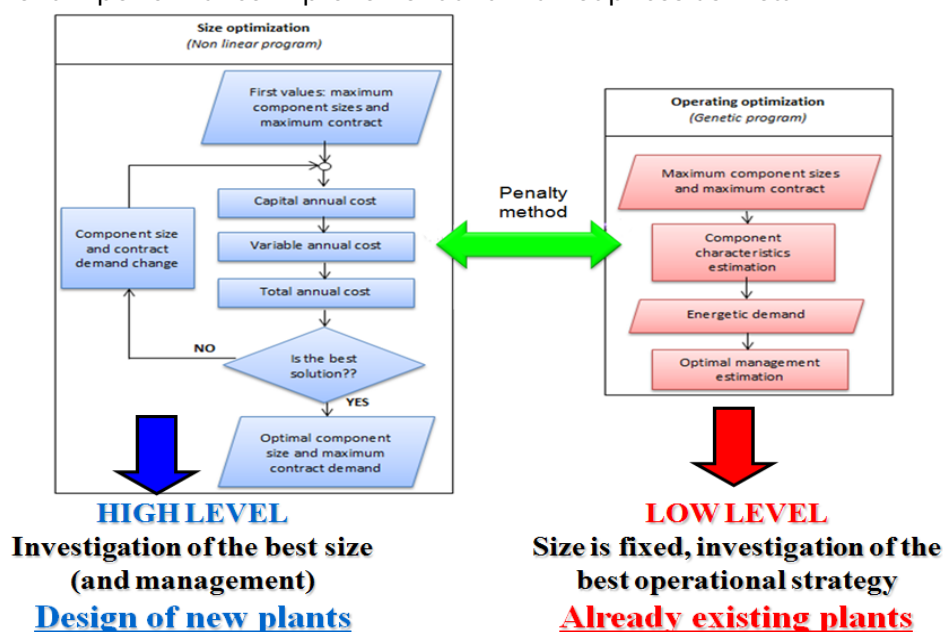 Size optimization
(Non linear program)
First values: maximum
component sizes and
maximum contract
Capital annual cost
Component size
and contract
demand change
Variable annual cost
Total annual cost
NO
Is the best
solution??
YES
Optimal component
size and maximum
contract demand
Penalty
method
Operating optimization
(Genetic program)
Maximum component sizes
and maximum contract
Component
characteristics
estimation
Energetic demand
Optimal management
estimation
HIGH LEVEL
Investigation of the best size
(and management)
Design of new plants
LOW LEVEL
Size is fixed, investigation of the
best operational strategy
Already existing plants